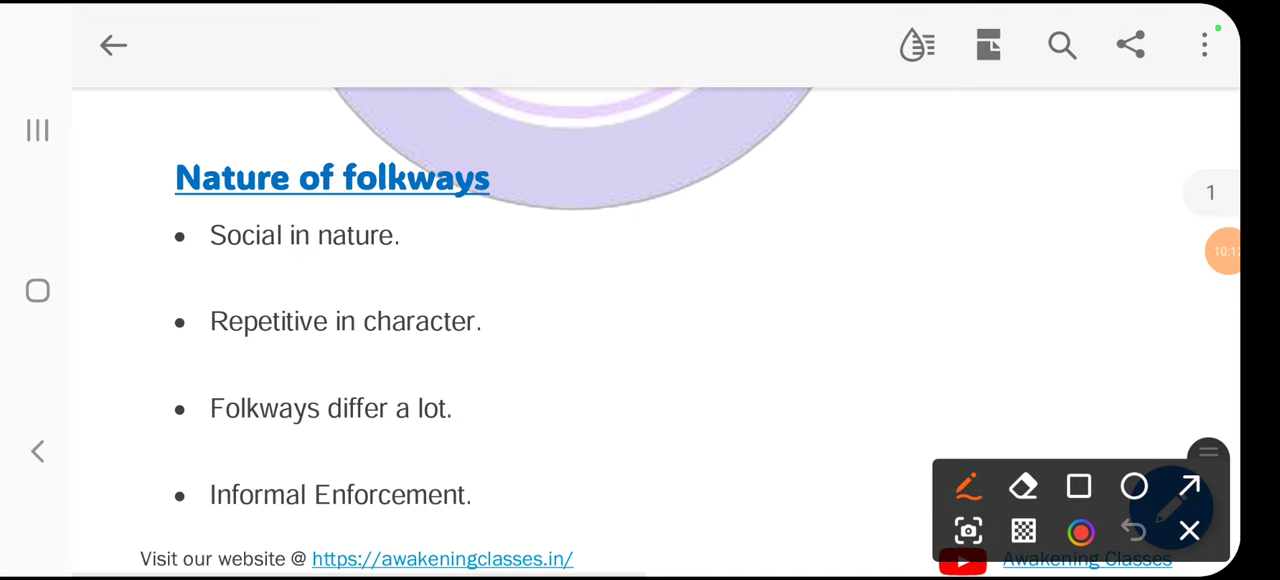 Nature of folkways
1
• Social in nature.
• Repetitive in character.
• Folkways differ a lot.
• Informal Enforcement.
Visit our website @ https://awakeningclasses.in/
Awakening Classes